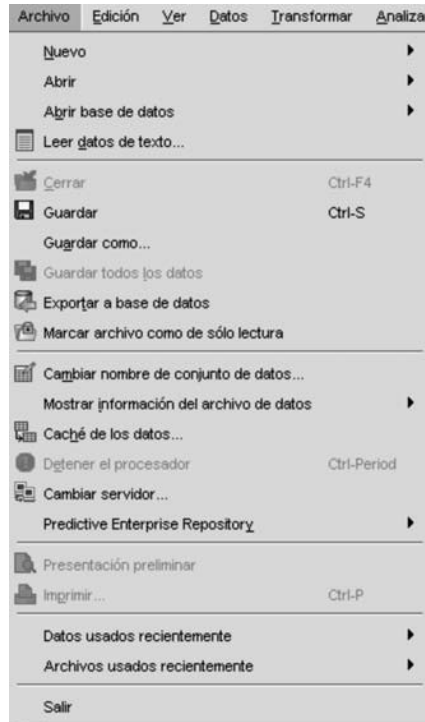 Archivo Edición Ver Datos Transformar Analiza
Nuevo
Abrir
Abrir base de datos
Leer datos de texto...
Cerrar Ctrl-F4
Guardar Ctrl-S
Guardar como...
Guardar todos los datos
Exportar a base de datos
Marcar archivo como de sólo lectura
Cambiar nombre de conjunto de datos...
Mostrar información del archivo de datos
Caché de los datos...
Detener el procesador Ctrl-Period
Cambiar servidor...
Predictive Enterprise Repository
Presentación preliminar
Imprimir... Ctrl-P
Datos usados recientemente
Archivos usados recientemente
Salir